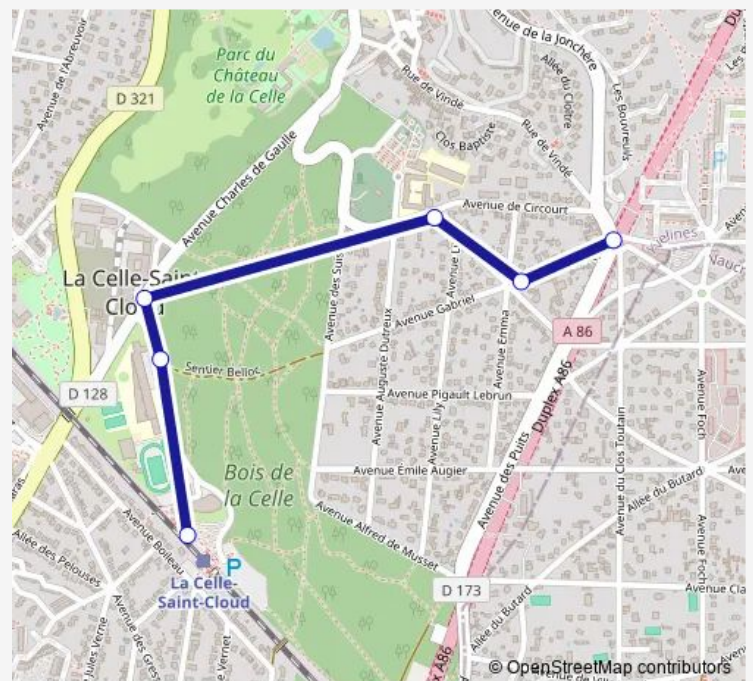 Avenue de l'Abreuvoir
Parc du
Château
de la Celle
D 321
Avenue Charles de Gaulle
Avenue de la Jonchère
Allée du Cloître
Rue de Vindé
Clos Baptiste
Rue de Vindé
Les Bouvreuils
Avenue de Circourt
La Celle-Saint-
Cloud
Avenue des Suis
Avenue Gabriel
Avenue Emma
A 86
Duplex A86
Sentier Belloc
Avenue Auguste Dutreux
D 128
Avenue Pigault Lebrun
Avenue Lily
Avenue Foch
Bois de
la Celle
Avenue Émile Augier
Avenue des Puits
Avenue du Clos Toutain
Allée du Butard
Avenue Alfred de Musset
Avenue Boileau
Allée des Pelouses
P
La Celle-
Saint-Cloud
D 173
Allée du Butard
Avenue Foch
Jules Verne
Vernet
© OpenStreetMap contributors